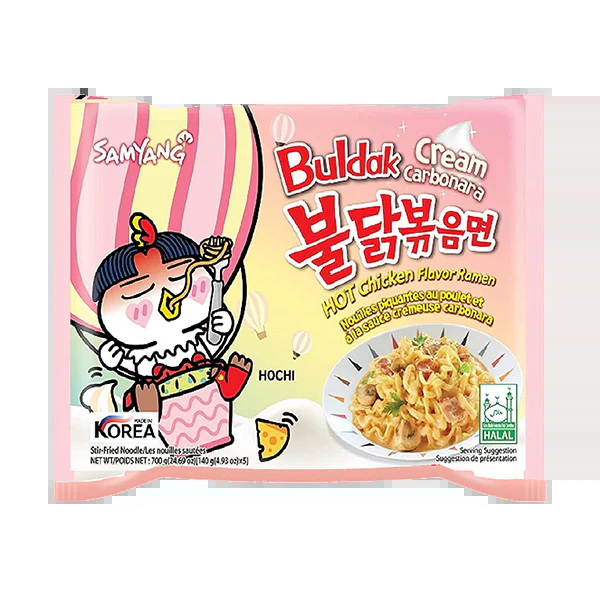 SAMYANG
Buldak Cream
Carbonara
불닭볶음면
HOT Chicken Flavor Ramen
Nouilles piquantes au poulet et
à la sauce crémeuse carbonara
HOCHI
MADE IN
KOREA
Stir-Fried Noodle/Les nouilles sautées
NET WT/POIDS NET : 700 g(24.69 oz)[140 g(4.93 oz)×5]
حلال
HALAL
Serving Suggestion
Suggestion de présentation